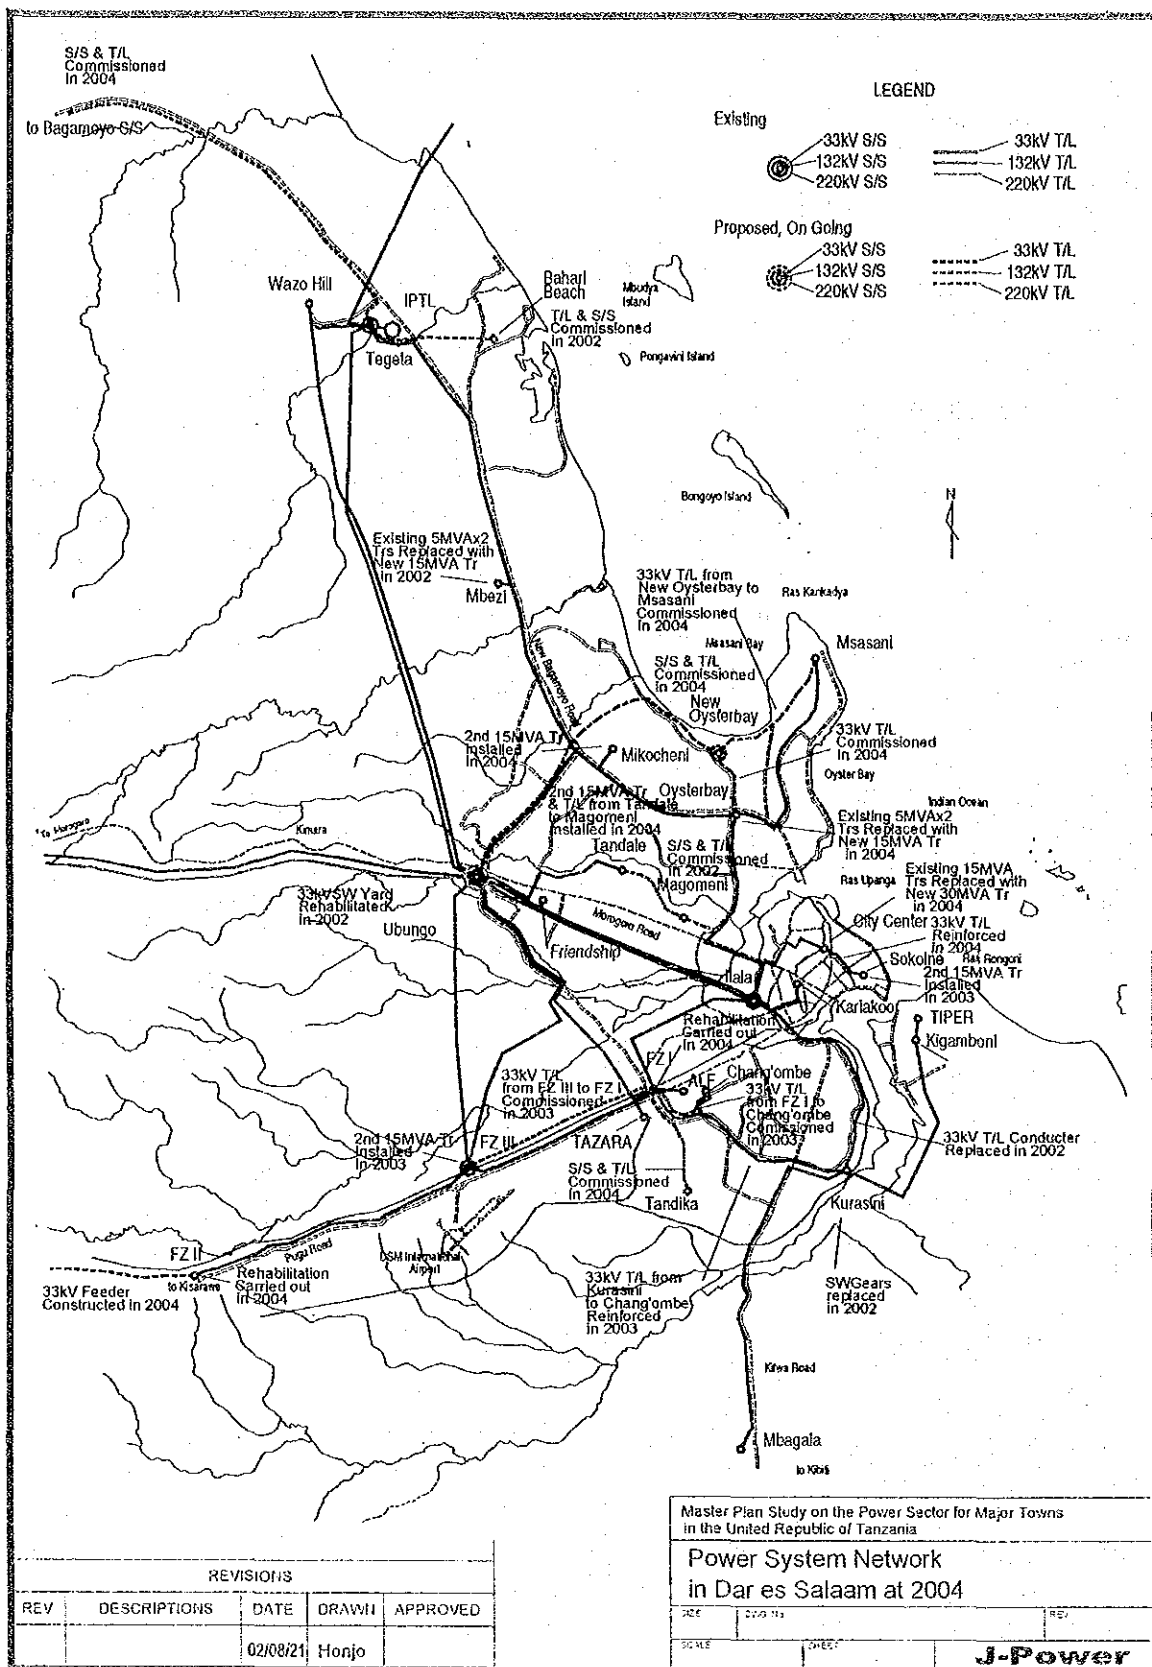 S/S & T/L
Commissioned
in 2004
to Bagamoyo S/S
LEGEND
Existing
33kV S/S
132kV S/S
220kV S/S
33kV T/L
132kV T/L
220kV T/L
Proposed, On Going
33kV S/S
132kV S/S
220kV S/S
33kV T/L
132kV T/L
220kV T/L
Wazo Hill
IPTL
Tegeta
Bahari
Beach
T/L & S/S
Commissioned
in 2002
Mbudya
Island
Pongavini Island
Bongoyo Island
N
Existing 5MVAx2
Trs Replaced with
New 15MVA Tr
in 2002
Mbezi
33kV T/L from
New Oysterbay to
Msasani
Commissioned
in 2004
Ras Kankadya
Msasani Bay
Msasani
New Bagamoyo Road
S/S & T/L
Commissioned
in 2004
New
Oysterbay
2nd 15MVA Tr
Installed
in 2004
Mikocheni
33kV T/L
Commissioned
in 2004
Oyster Bay
Oysterbay
2nd 15MVA Tr
& T/L from Tandale
to Magomeni
Installed in 2004
Indian Ocean
Existing 5MVAx2
Trs Replaced with
New 15MVA Tr
in 2004
To Morogoro
Kimara
Tandale
S/S & T/L
Commissioned
in 2002
Magomeni
Ras Upanga
Existing 15MVA
Trs Replaced with
New 30MVA Tr
in 2004
33kV SW Yard
Rehabilitated
in 2002
Ubungo
Morogoro Road
Friendship
City Center
33kV T/L
Reinforced
in 2004
Sokoine
Ras Rongoni
2nd 15MVA Tr
Installed
in 2003
Ilala
Kariakoo
TIPER
Kigamboni
Rehabilitation
Carried out
in 2004
FZ I
ALF
Chang'ombe
33kV T/L
from FZ III to FZ I
Commissioned
in 2003
33kV T/L
from FZ I to
Chang'ombe
Comissioned
in 2003
2nd 15MVA Tr
Installed
in 2003
FZ III
TAZARA
33kV T/L Conducter
Replaced in 2002
S/S & T/L
Commissioned
in 2004
Tandika
Kurasini
FZ II
Pugu Road
DSM International
Airport
to Kisarawe
33kV Feeder
Constructed in 2004
Rehabilitation
Carried out
in 2004
33kV T/L from
Kurasini
to Chang'ombe
Reinforced
in 2003
SWGears
replaced
in 2002
Kilwa Road
Mbagala
to Kibiti
Master Plan Study on the Power Sector for Major Towns
in the United Republic of Tanzania
Power System Network
in Dar es Salaam at 2004
SIZE
DWG No
REV
SCALE
SHEET
J-Power
REVISIONS
REV DESCRIPTIONS DATE DRAWN APPROVED
02/08/21 Honjo